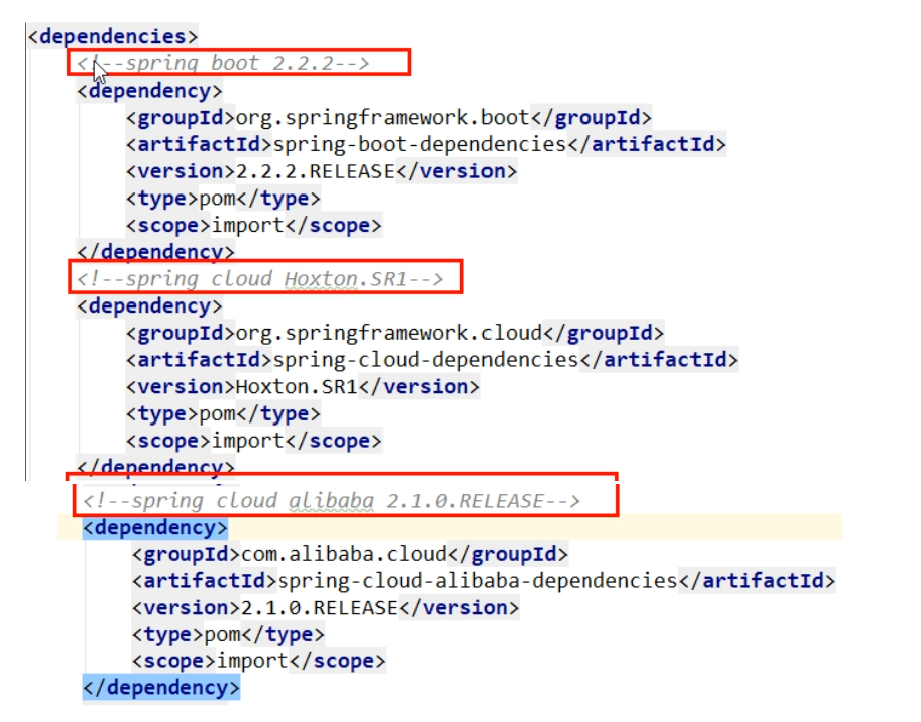 <dependencies>
<!--spring boot 2.2.2-->
<dependency>
<groupId>org.springframework.boot</groupId>
<artifactId>spring-boot-dependencies</artifactId>
<version>2.2.2.RELEASE</version>
<type>pom</type>
<scope>import</scope>
</dependency>
<!--spring cloud Hoxton.SR1-->
<dependency>
<groupId>org.springframework.cloud</groupId>
<artifactId>spring-cloud-dependencies</artifactId>
<version>Hoxton.SR1</version>
<type>pom</type>
<scope>import</scope>
</dependency>
<!--spring cloud alibaba 2.1.0.RELEASE-->
<dependency>
<groupId>com.alibaba.cloud</groupId>
<artifactId>spring-cloud-alibaba-dependencies</artifactId>
<version>2.1.0.RELEASE</version>
<type>pom</type>
<scope>import</scope>
</dependency>